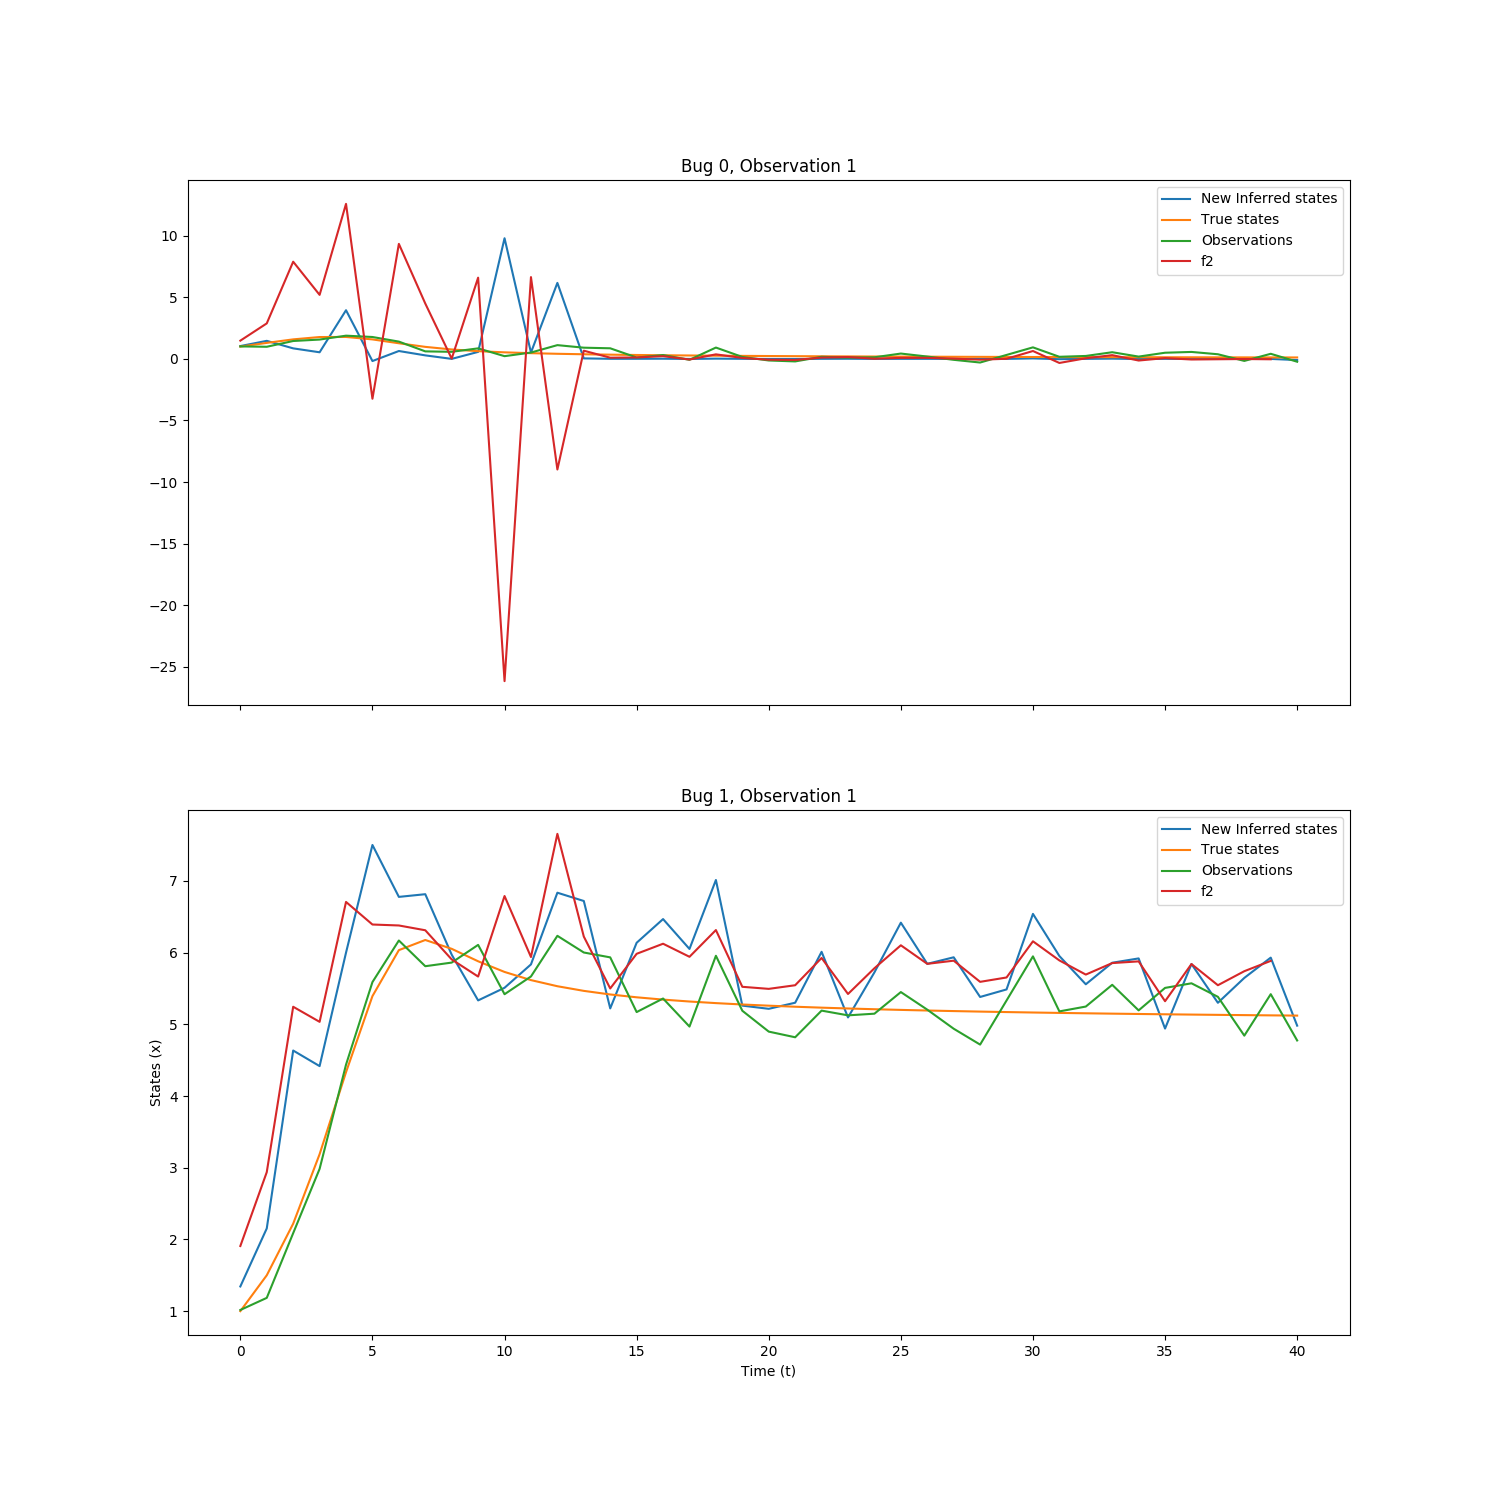 Bug 0, Observation 1
New Inferred states
True states
Observations
f2
10
5
0
−5
−10
−15
−20
−25
Bug 1, Observation 1
New Inferred states
True states
Observations
f2
7
6
5
4
3
2
1
States (x)
0 5 10 15 20 25 30 35 40
Time (t)